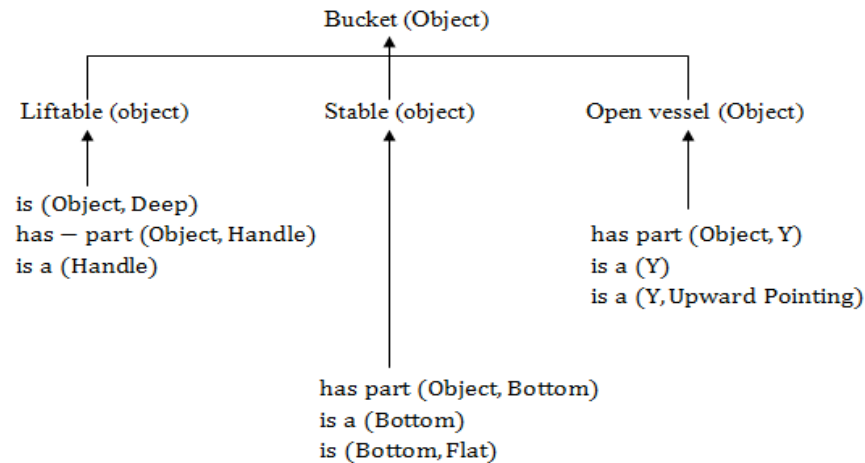 Bucket (Object)
Liftable (object)
Stable (object)
Open vessel (Object)
is (Object, Deep)
has − part (Object, Handle)
is a (Handle)
has part (Object, Y)
is a (Y)
is a (Y, Upward Pointing)
has part (Object, Bottom)
is a (Bottom)
is (Bottom, Flat)